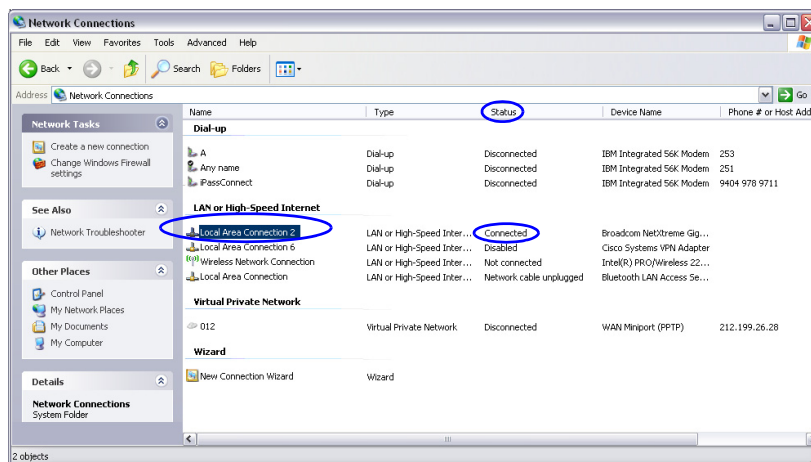 Network Connections
File Edit View Favorites Tools Advanced Help
Back Search Folders
Address Network Connections Go
Name Type Status Device Name Phone # or Host Add
Network Tasks
Create a new connection
Change Windows Firewall
settings
See Also
Network Troubleshooter
Other Places
Control Panel
My Network Places
My Documents
My Computer
Details
Network Connections
System Folder
Dial-up
A Dial-up Disconnected IBM Integrated 56K Modem 253
Any name Dial-up Disconnected IBM Integrated 56K Modem 251
iPassConnect Dial-up Disconnected IBM Integrated 56K Modem 9404 978 9711
LAN or High-Speed Internet
Local Area Connection 2 LAN or High-Speed Inter... Connected Broadcom NetXtreme Gig...
Local Area Connection 6 LAN or High-Speed Inter... Disabled Cisco Systems VPN Adapter
Wireless Network Connection LAN or High-Speed Inter... Not connected Intel(R) PRO/Wireless 22...
Local Area Connection LAN or High-Speed Inter... Network cable unplugged Bluetooth LAN Access Se...
Virtual Private Network
012 Virtual Private Network Disconnected WAN Miniport (PPTP) 212.199.26.28
Wizard
New Connection Wizard Wizard
2 objects